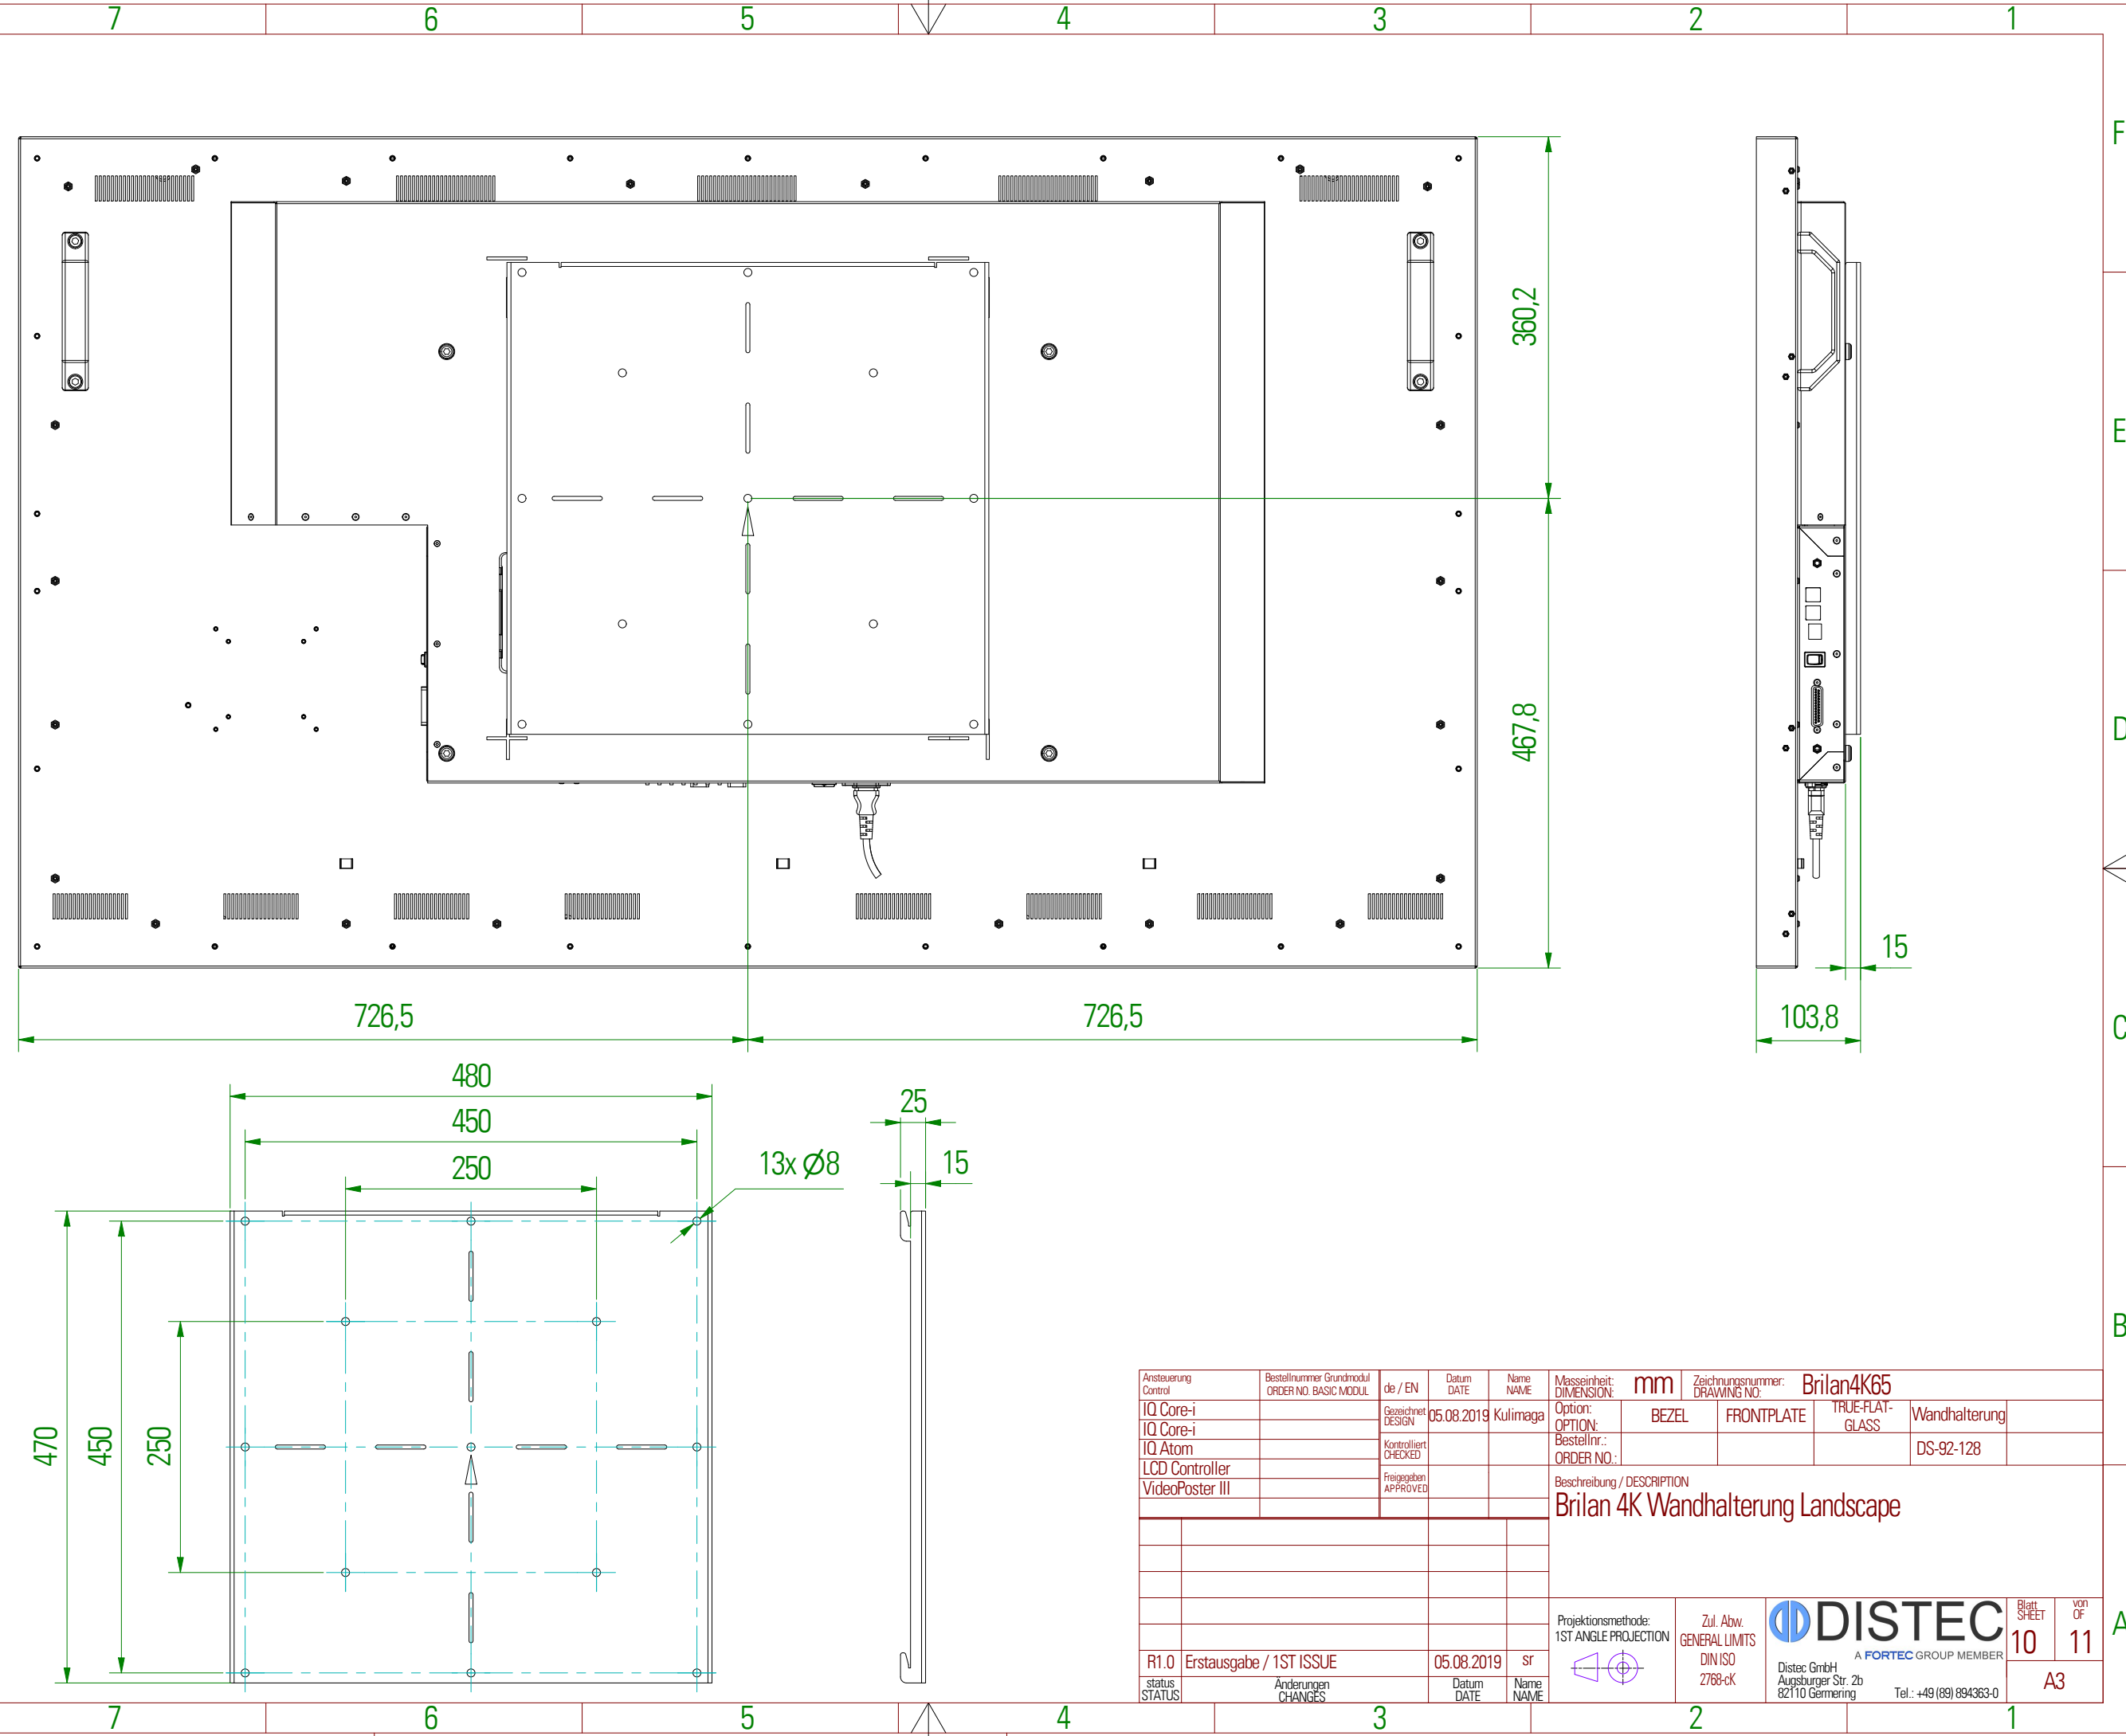 7 6 5 4 3 2 1
F
E
D
C
B
A
360,2
467,8
726,5 726,5
15
103,8
480
450
250
13x Ø8
25
15
470
450
250
Ansteuerung
Control
Bestellnummer Grundmodul
ORDER NO. BASIC MODUL
de / EN
Datum
DATE
Name
NAME
Masseinheit:
DIMENSION:
mm
Zeichnungsnummer:
DRAWING NO.:
Brilan4K65
IQ Core-i
IQ Core-i
IQ Atom
LCD Controller
VideoPoster III
Gezeichnet
DESIGN
05.08.2019 Kulimaga
Kontrolliert
CHECKED
Freigegeben
APPROVED
Option:
OPTION:
BEZEL
FRONTPLATE
TRUE-FLAT-
GLASS
Wandhalterung
Bestellnr.:
ORDER NO.:
DS-92-128
Beschreibung / DESCRIPTION
Brilan 4K Wandhalterung Landscape
R1.0 Erstausgabe / 1ST ISSUE 05.08.2019 sr
status
STATUS
Änderungen
CHANGES
Datum
DATE
Name
NAME
Projektionsmethode:
1ST ANGLE PROJECTION
Zul. Abw.
GENERAL LIMITS
DIN ISO
2768-cK
DISTEC
A FORTEC GROUP MEMBER
Distec GmbH
Augsburger Str. 2b
82110 Germering Tel.: +49 (89) 894363-0
Blatt
SHEET
10
von
OF
11
A3
7 6 5 4 3 2 1